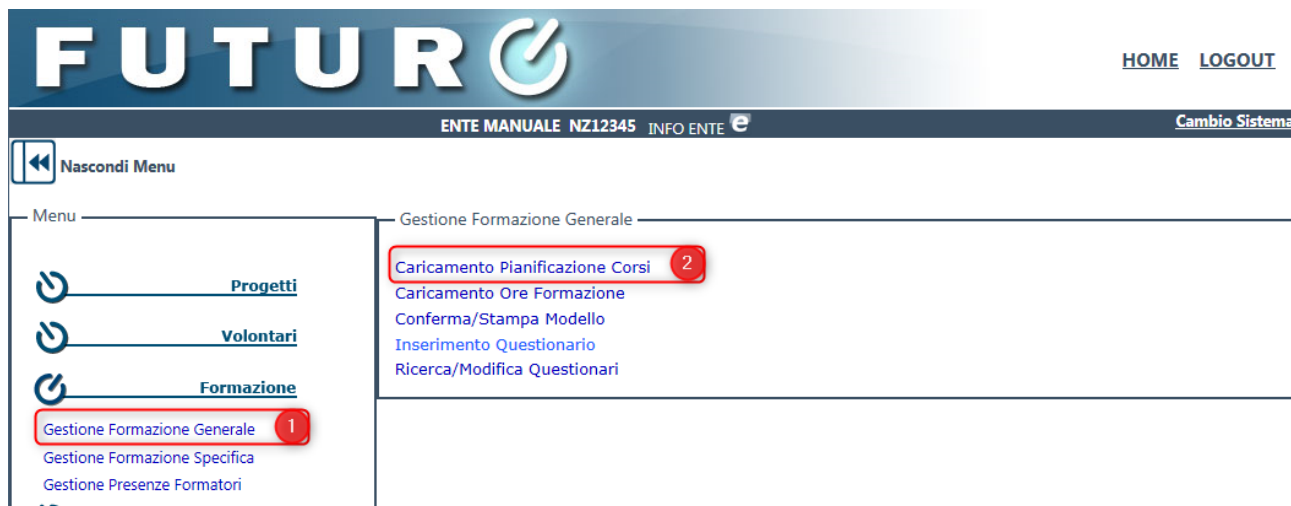 FUTURO
HOME LOGOUT
ENTE MANUALE NZ12345 INFO ENTE
Cambio Sistema
Nascondi Menu
Menu
Progetti
Volontari
Formazione
Gestione Formazione Generale 1
Gestione Formazione Specifica
Gestione Presenze Formatori
Gestione Formazione Generale
Caricamento Pianificazione Corsi 2
Caricamento Ore Formazione
Conferma/Stampa Modello
Inserimento Questionario
Ricerca/Modifica Questionari